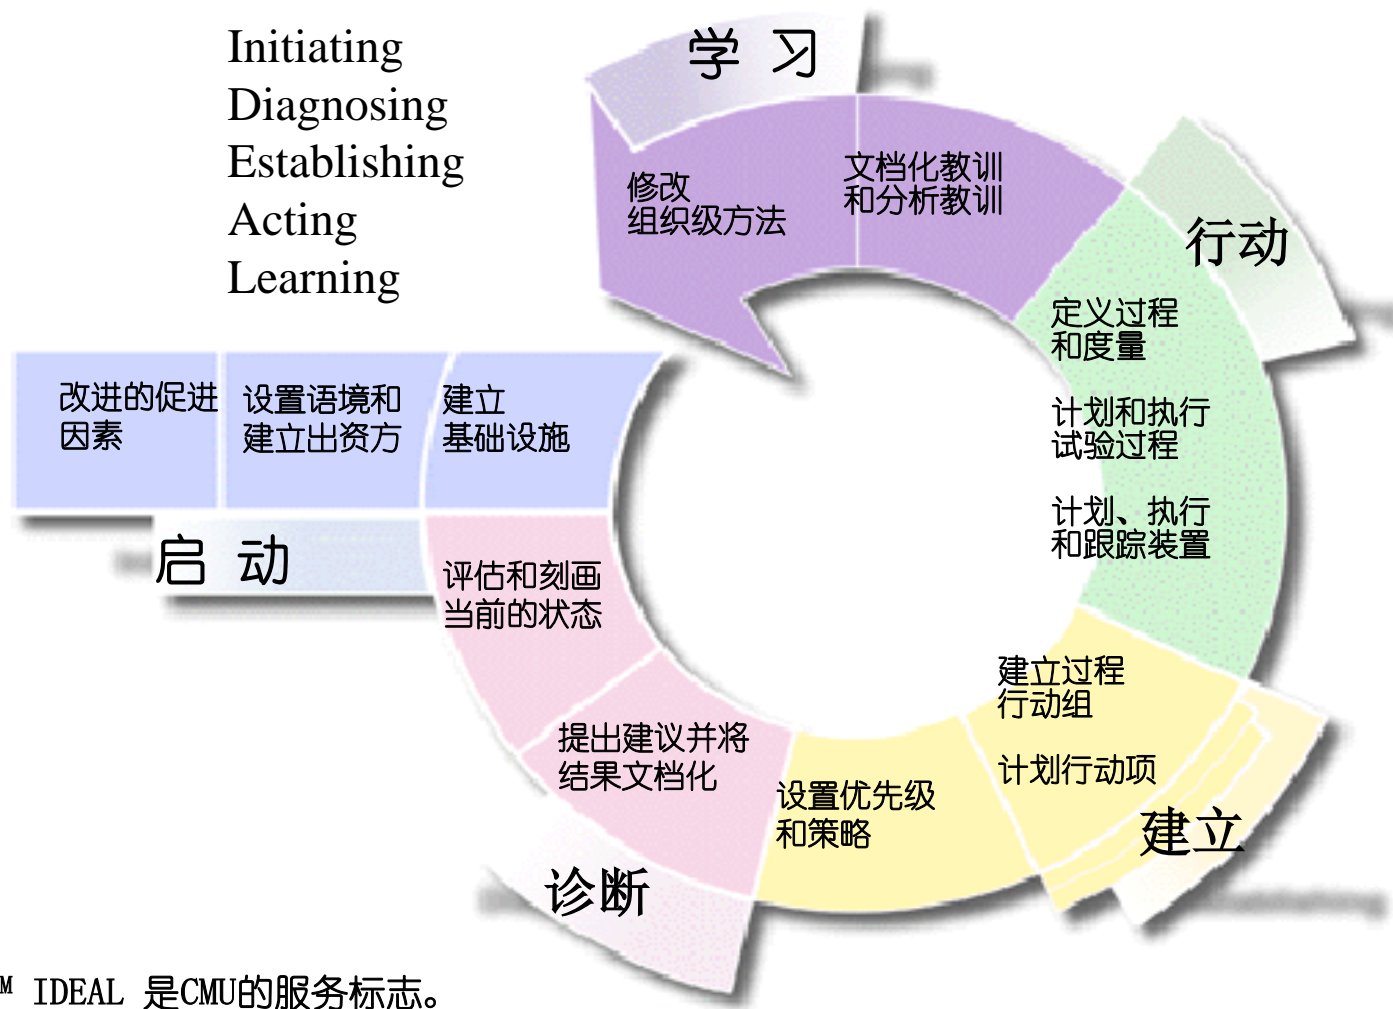 Initiating
Diagnosing
Establishing
Acting
Learning
学 习
修改
组织级方法
文档化教训
和分析教训
行动
定义过程
和度量
计划和执行
试验过程
计划、执行
和跟踪装置
改进的促进
因素
设置语境和
建立出资方
建立
基础设施
启 动
评估和刻画
当前的状态
提出建议并将
结果文档化
诊断
设置优先级
和策略
建立过程
行动组
计划行动项
建立
M IDEAL 是CMU的服务标志。